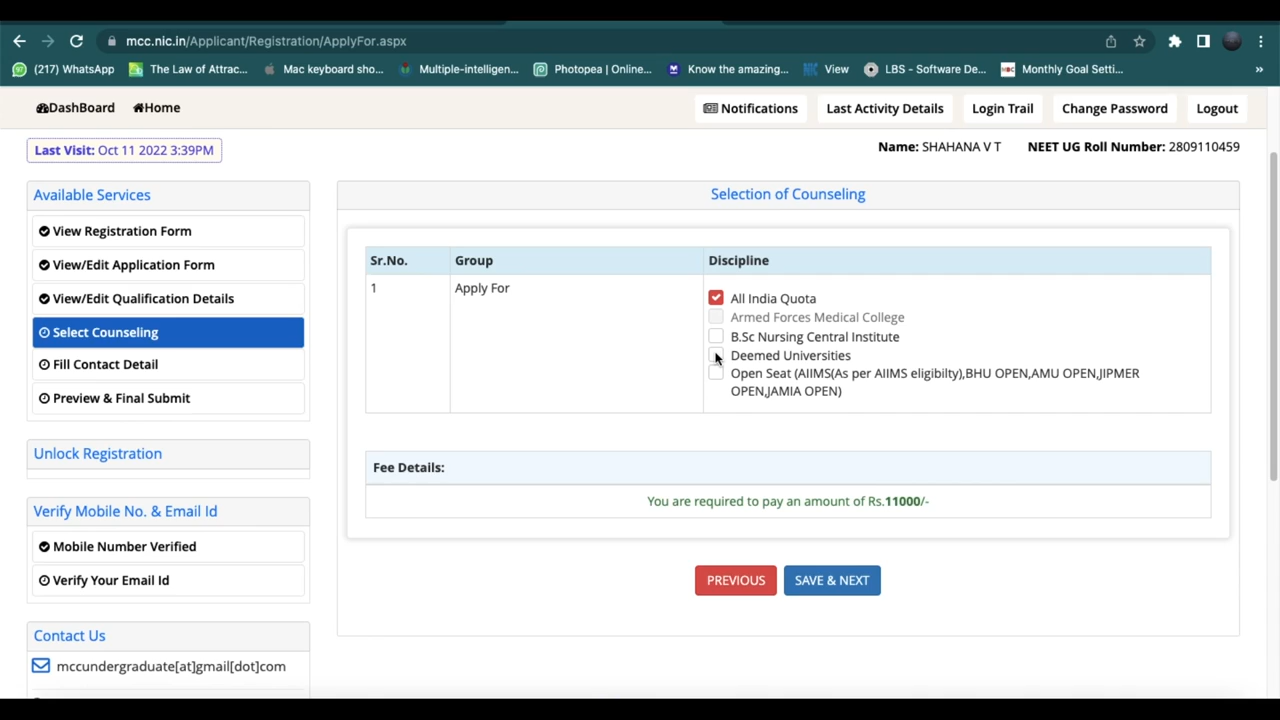 mcc.nic.in/Applicant/Registration/ApplyFor.aspx
(217) WhatsApp
The Law of Attrac...
Mac keyboard sho...
Multiple-intelligen...
Photopea | Online...
Know the amazing...
View
LBS - Software De...
Monthly Goal Setti...
»
DashBoard
Home
Notifications
Last Activity Details
Login Trail
Change Password
Logout
Last Visit: Oct 11 2022 3:39PM
Name: SHAHANA V T
NEET UG Roll Number: 2809110459
Available Services
View Registration Form
View/Edit Application Form
View/Edit Qualification Details
Select Counseling
Fill Contact Detail
Preview & Final Submit
Unlock Registration
Verify Mobile No. & Email Id
Mobile Number Verified
Verify Your Email Id
Contact Us
mccundergraduate[at]gmail[dot]com
Selection of Counseling
Sr.No. Group Discipline
1 Apply For
All India Quota
Armed Forces Medical College
B.Sc Nursing Central Institute
Deemed Universities
Open Seat (AIIMS(As per AIIMS eligibilty),BHU OPEN,AMU OPEN,JIPMER
OPEN,JAMIA OPEN)
Fee Details:
You are required to pay an amount of Rs.11000/-
PREVIOUS
SAVE & NEXT